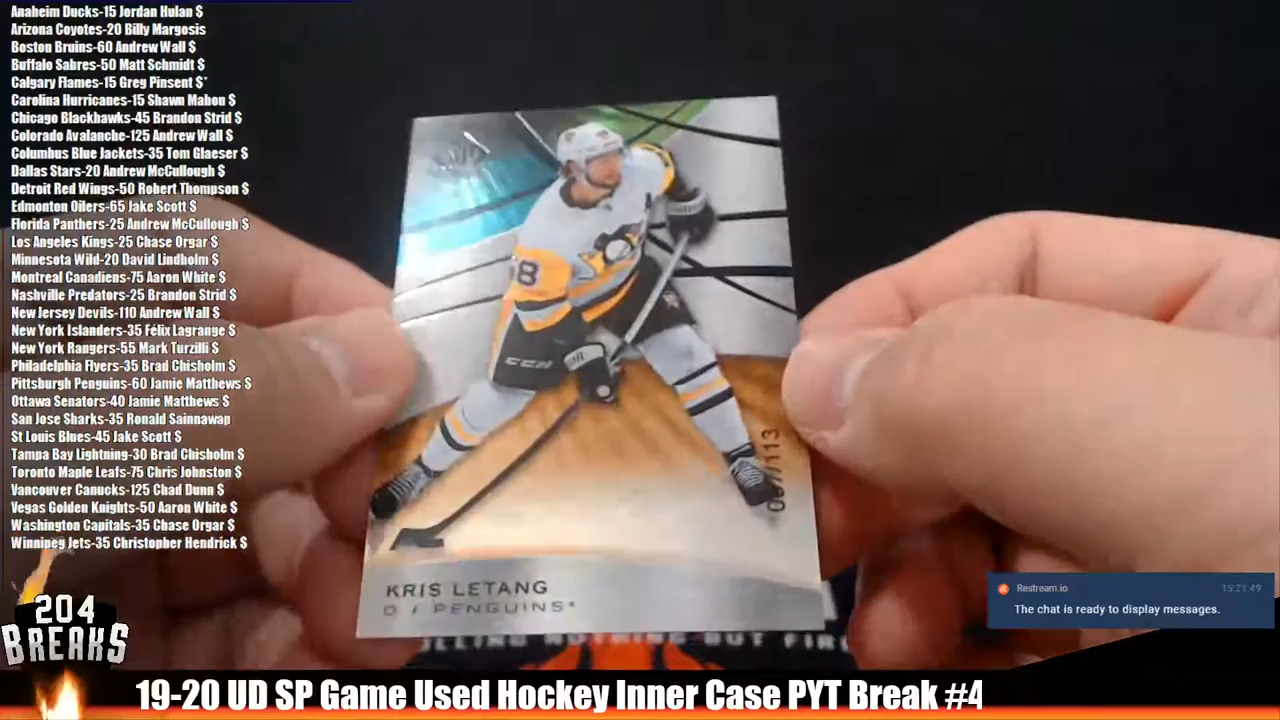 Anaheim Ducks-15 Jordan Hulan $
Arizona Coyotes-20 Billy Margosis
Boston Bruins-60 Andrew Wall $
Buffalo Sabres-50 Matt Schmidt $
Calgary Flames-15 Greg Pinsent $*
Carolina Hurricanes-15 Shawn Mahon $
Chicago Blackhawks-45 Brandon Strid $
Colorado Avalanche-125 Andrew Wall $
Columbus Blue Jackets-35 Tom Glaeser $
Dallas Stars-20 Andrew McCullough $
Detroit Red Wings-50 Robert Thompson $
Edmonton Oilers-65 Jake Scott $
Florida Panthers-25 Andrew McCullough $
Los Angeles Kings-25 Chase Orgar $
Minnesota Wild-20 David Lindholm $
Montreal Canadiens-75 Aaron White $
Nashville Predators-25 Brandon Strid $
New Jersey Devils-110 Andrew Wall $
New York Islanders-35 Félix Lagrange $
New York Rangers-55 Mark Turzilli $
Philadelphia Flyers-35 Brad Chisholm $
Pittsburgh Penguins-60 Jamie Matthews $
Ottawa Senators-40 Jamie Matthews $
San Jose Sharks-35 Ronald Sainnawap
St Louis Blues-45 Jake Scott $
Tampa Bay Lightning-30 Brad Chisholm $
Toronto Maple Leafs-75 Chris Johnston $
Vancouver Canucks-125 Chad Dunn $
Vegas Golden Knights-50 Aaron White $
Washington Capitals-35 Chase Orgar $
Winnipeg Jets-35 Christopher Hendrick $
58
CCM
/113
KRIS LETANG
D / PENGUINS
NOTHING BUT
Restream.io 15:21:49
The chat is ready to display messages.
204
BREAKS
19-20 UD SP Game Used Hockey Inner Case PYT Break #4